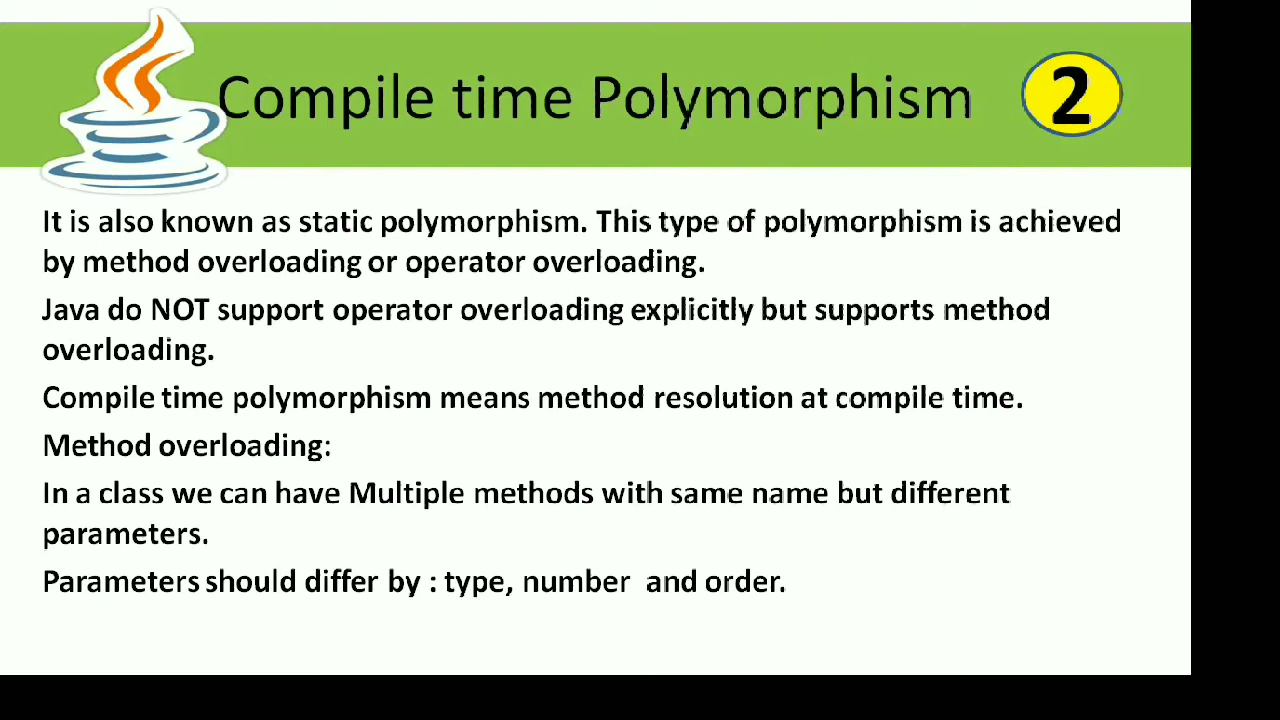 Compile time Polymorphism
2
It is also known as static polymorphism. This type of polymorphism is achieved
by method overloading or operator overloading.
Java do NOT support operator overloading explicitly but supports method
overloading.
Compile time polymorphism means method resolution at compile time.
Method overloading:
In a class we can have Multiple methods with same name but different
parameters.
Parameters should differ by : type, number and order.